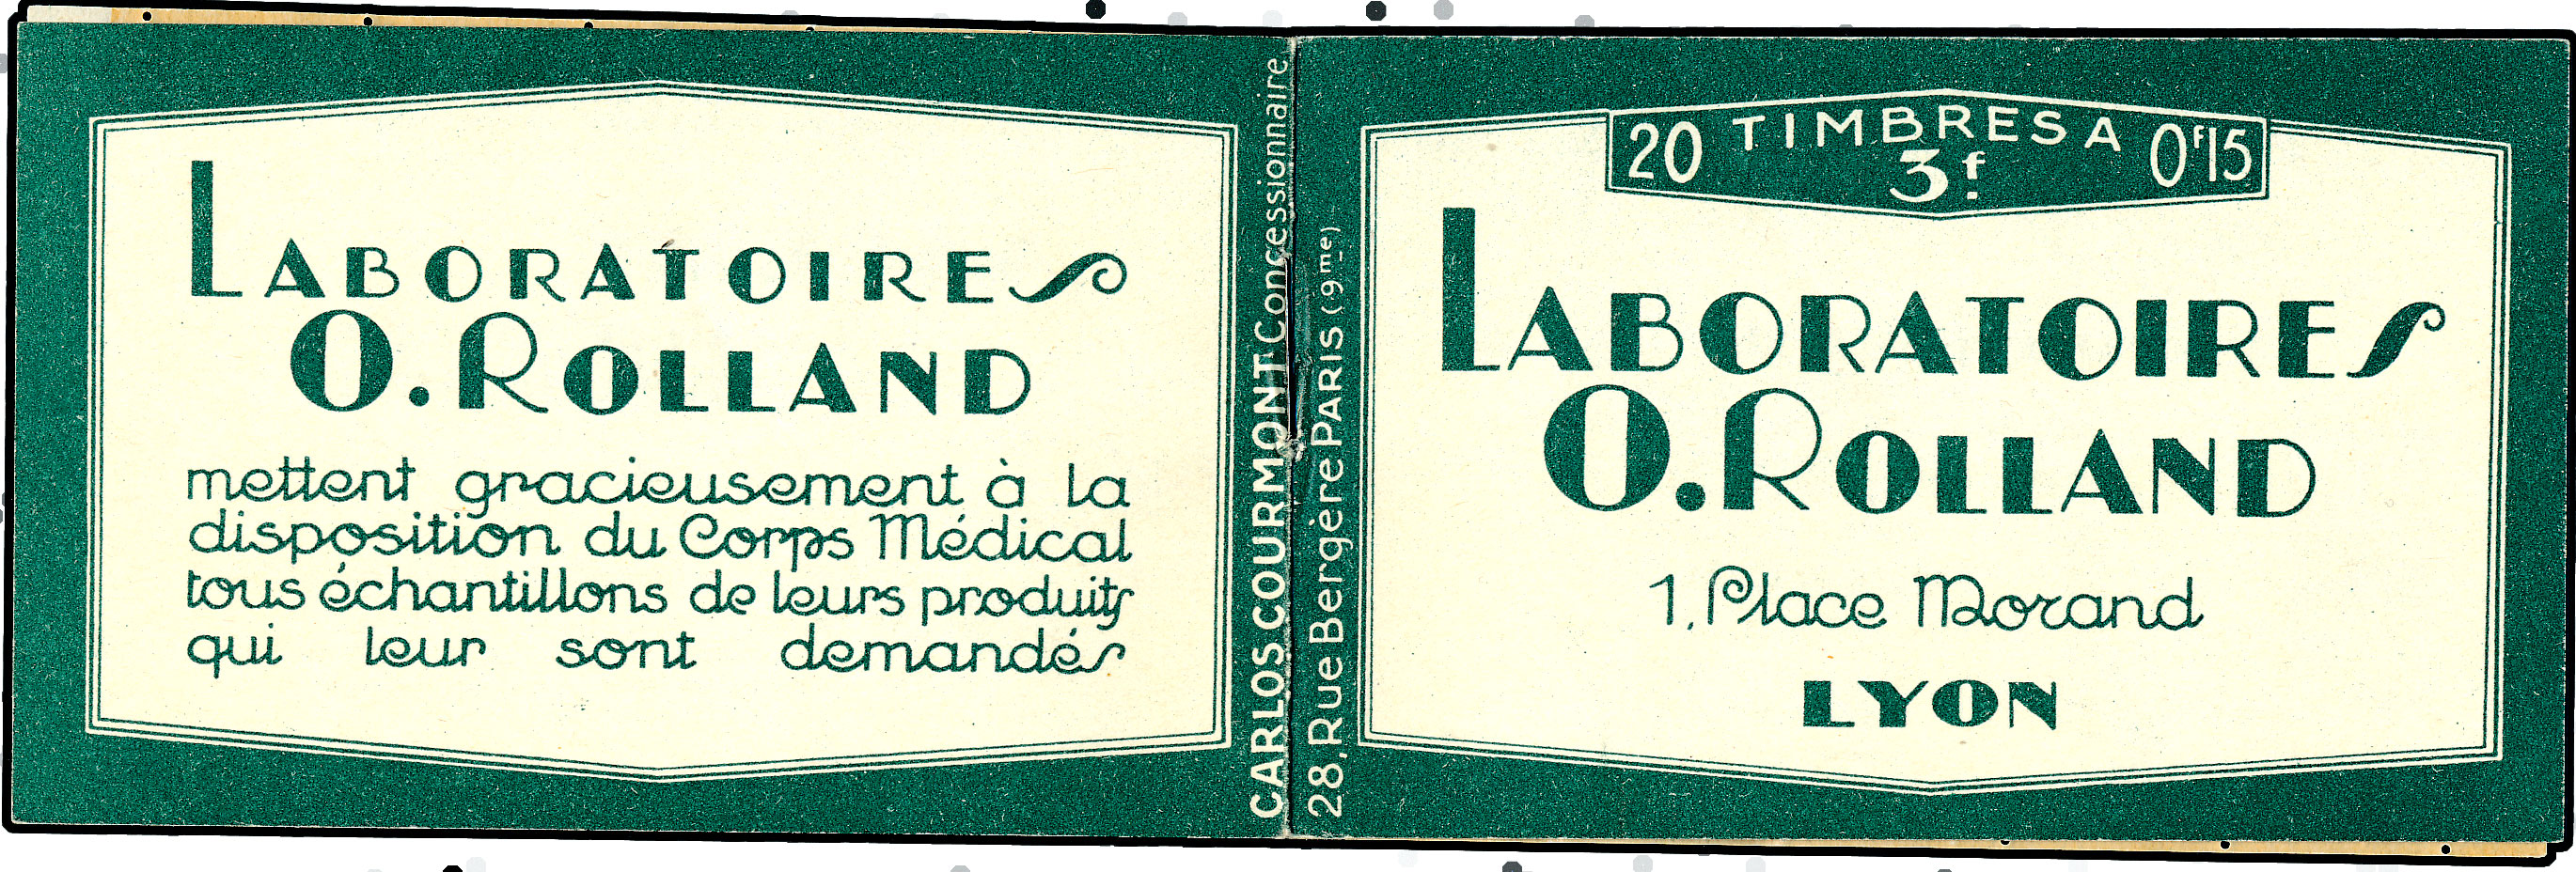 LABORATOIRES
O. ROLLAND
mettent gracieusement à la
disposition du Corps Médical
tous échantillons de leurs produits
qui leur sont demandés
CARLOS COURMONT Concessionnaire
28, Rue Bergère PARIS (9me)
20 TIMBRES A 0f15
3f
LABORATOIRES
O. ROLLAND
1, Place Morand
LYON